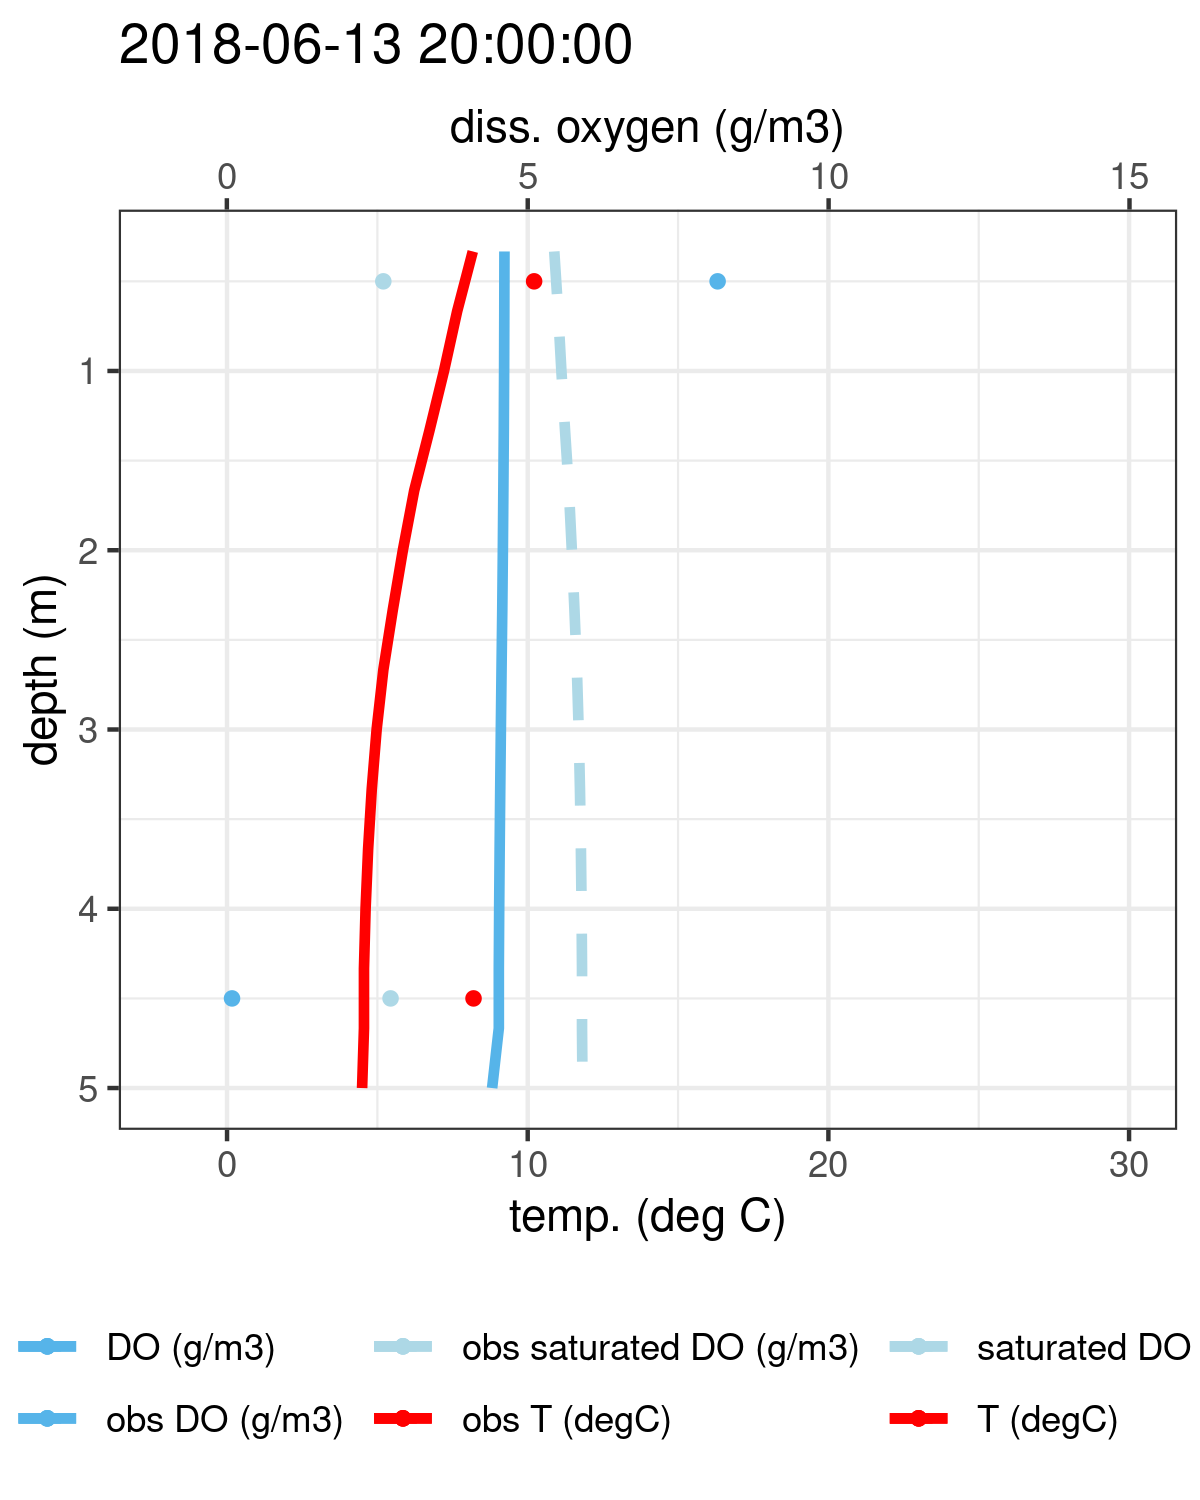 2018-06-13 20:00:00
diss. oxygen (g/m3)
0 5 10 15
depth (m)
1
2
3
4
5
0 10 20 30
temp. (deg C)
DO (g/m3) obs saturated DO (g/m3) saturated DO
obs DO (g/m3) obs T (degC) T (degC)